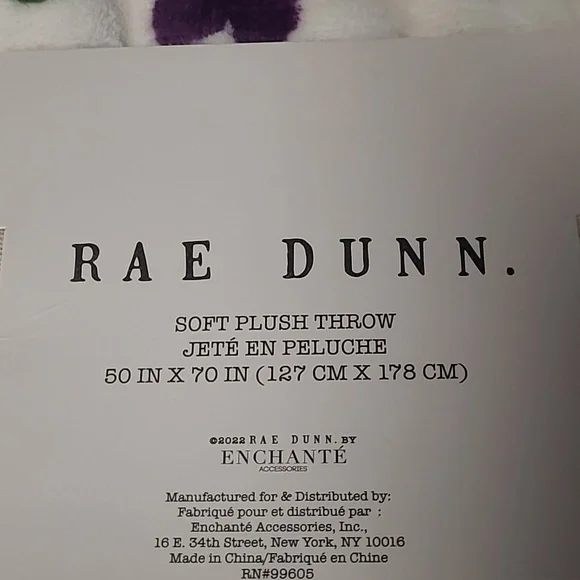 RAE DUNN.
SOFT PLUSH THROW
JETÉ EN PELUCHE
50 IN X 70 IN (127 CM X 178 CM)
©2022 RAE DUNN. BY
ENCHANTÉ
ACCESSORIES
Manufactured for & Distributed by:
Fabriqué pour et distribué par :
Enchanté Accessories, Inc.,
16 E. 34th Street, New York, NY 10016
Made in China/Fabriqué en Chine
RN#99605